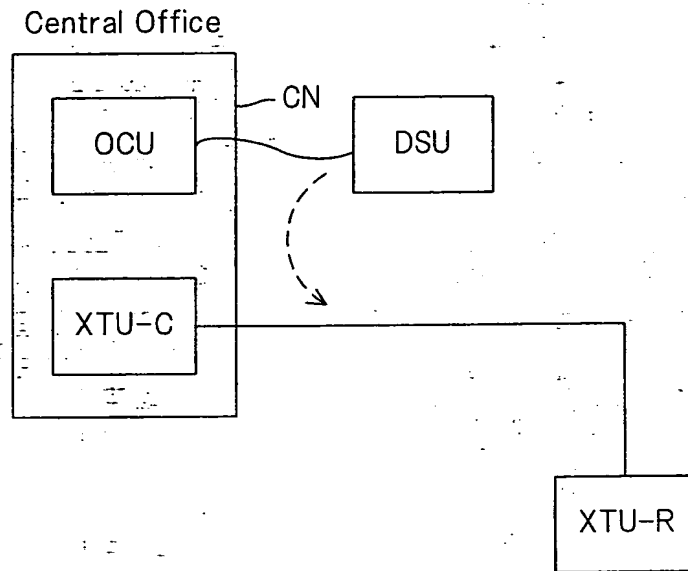 Central Office
CN
OCU
DSU
XTU-C
XTU-R